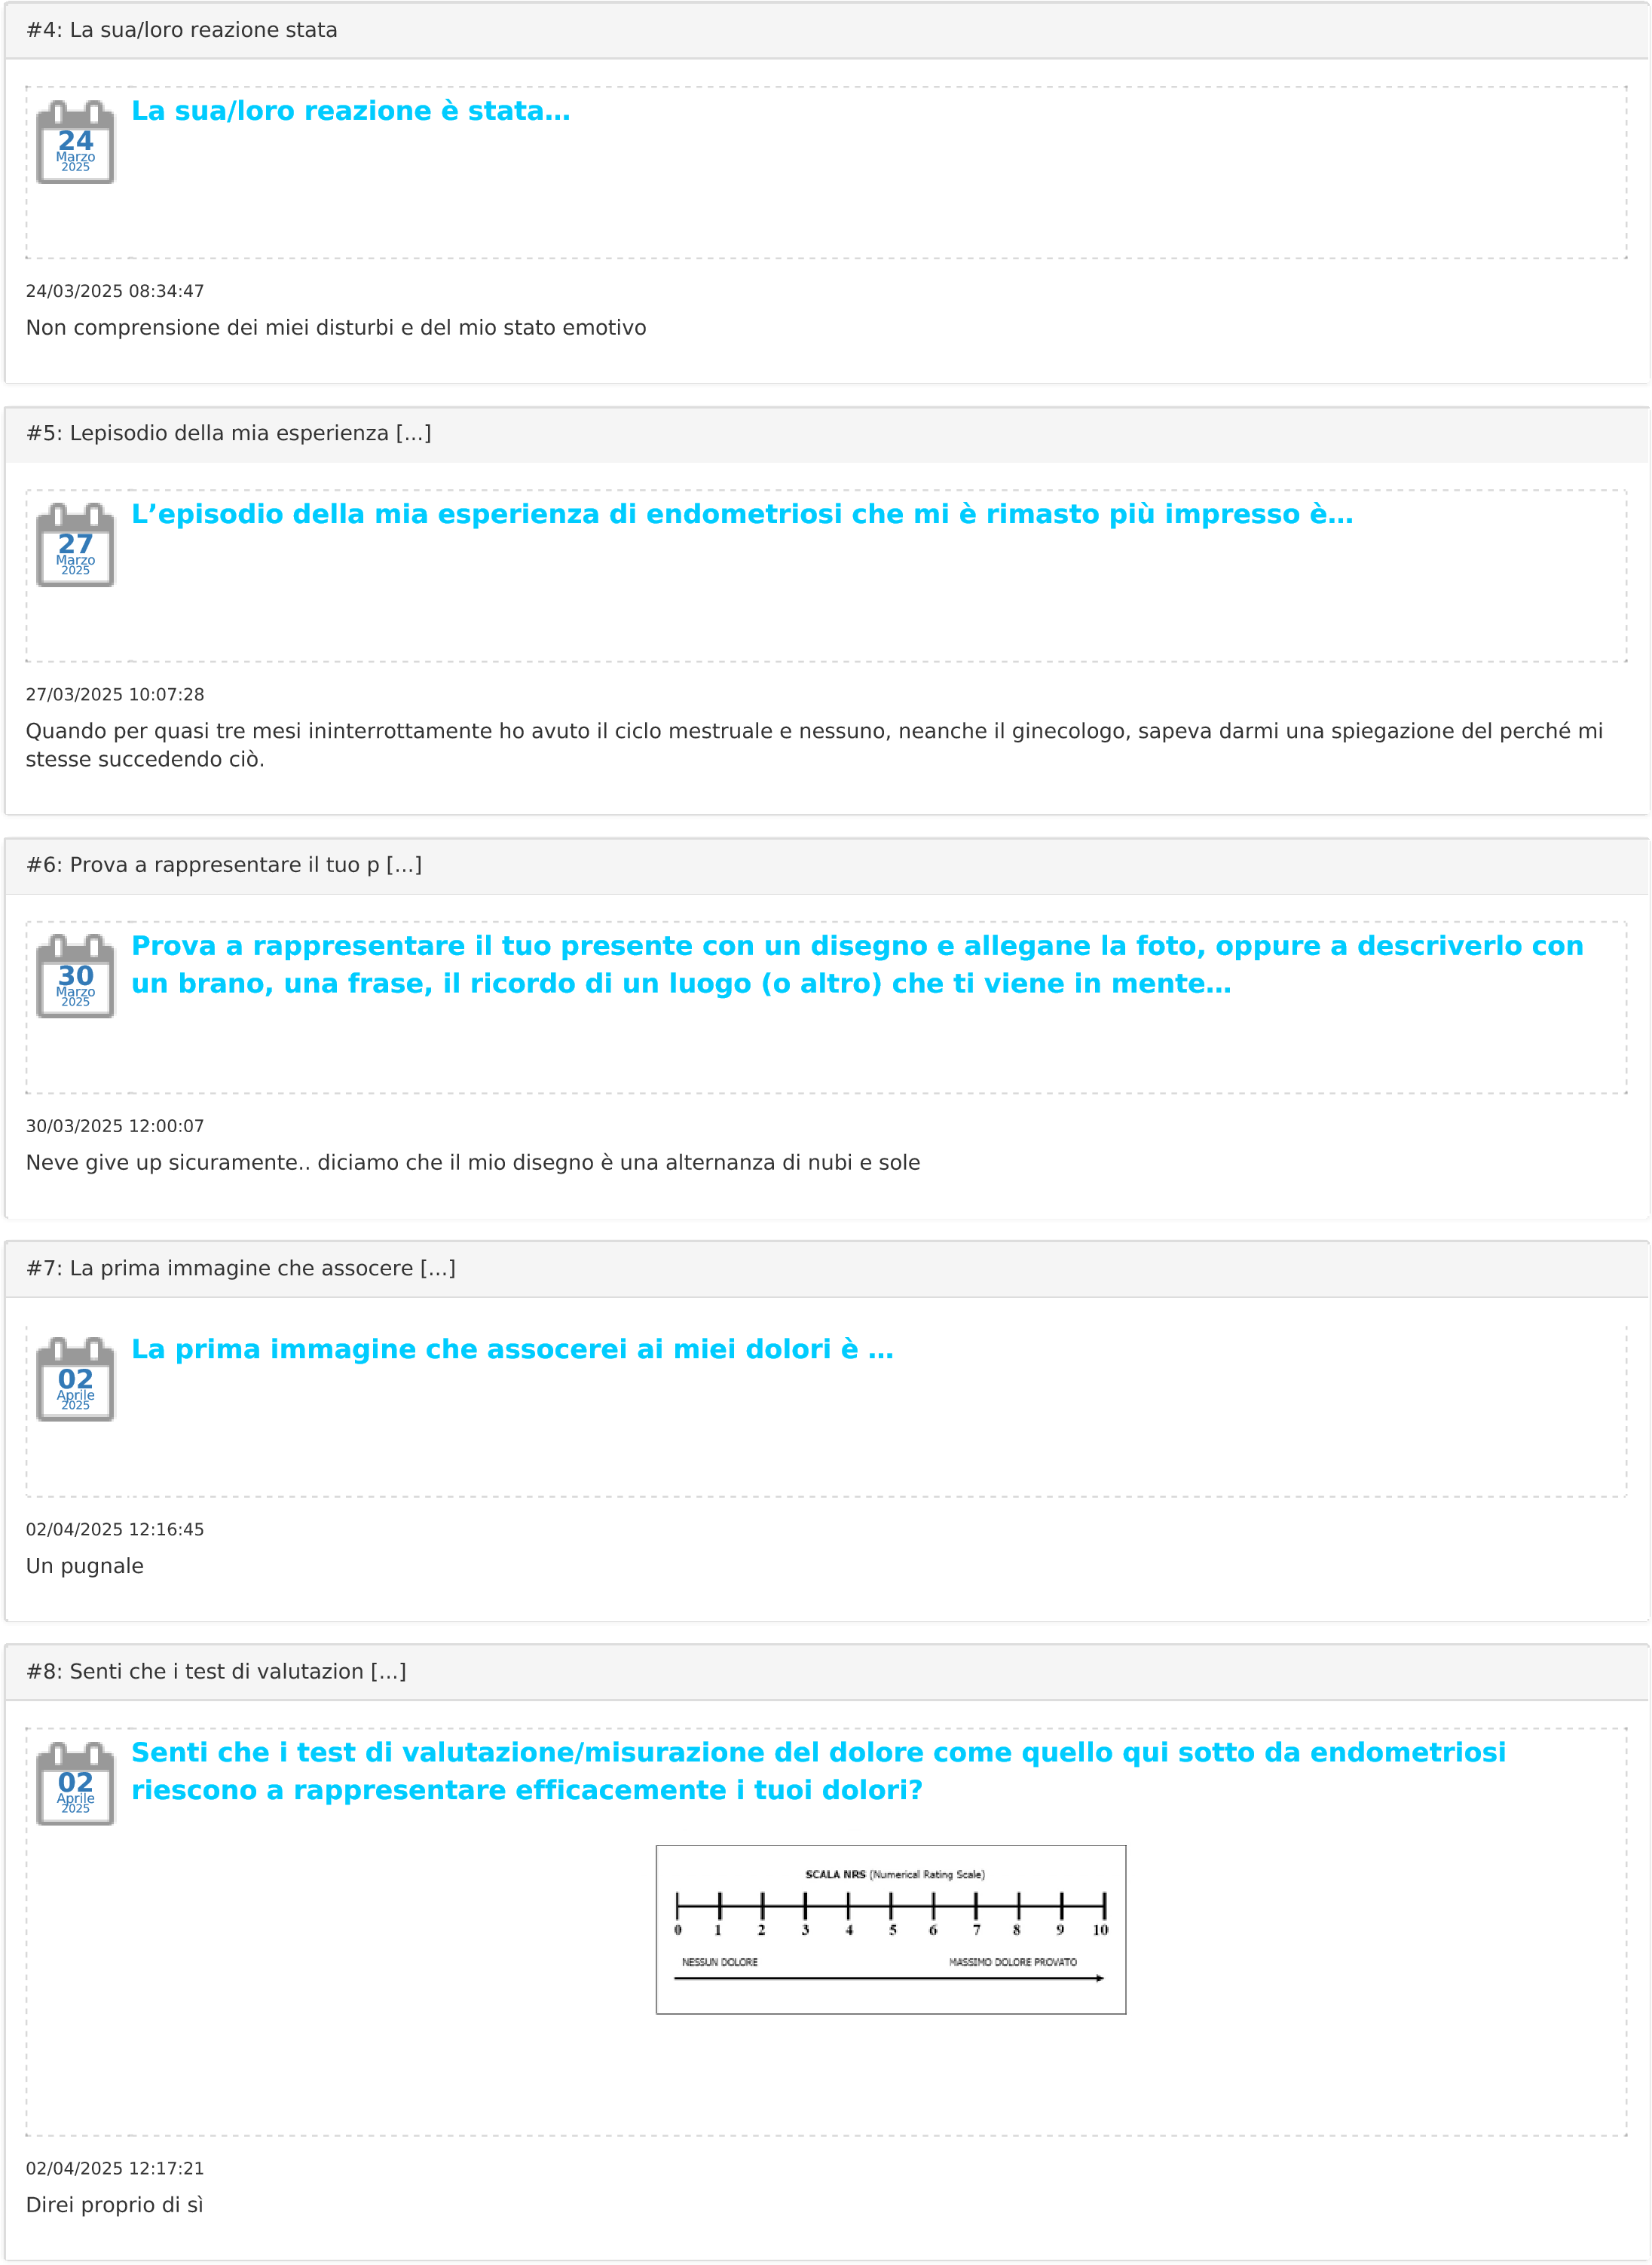 #4: La sua/loro reazione stata
24
Marzo
2025
La sua/loro reazione è stata…
24/03/2025 08:34:47
Non comprensione dei miei disturbi e del mio stato emotivo
#5: Lepisodio della mia esperienza [...]
27
Marzo
2025
L’episodio della mia esperienza di endometriosi che mi è rimasto più impresso è…
27/03/2025 10:07:28
Quando per quasi tre mesi ininterrottamente ho avuto il ciclo mestruale e nessuno, neanche il ginecologo, sapeva darmi una spiegazione del perché mi
stesse succedendo ciò.
#6: Prova a rappresentare il tuo p [...]
30
Marzo
2025
Prova a rappresentare il tuo presente con un disegno e allegane la foto, oppure a descriverlo con
un brano, una frase, il ricordo di un luogo (o altro) che ti viene in mente…
30/03/2025 12:00:07
Neve give up sicuramente.. diciamo che il mio disegno è una alternanza di nubi e sole
#7: La prima immagine che assocere [...]
02
Aprile
2025
La prima immagine che assocerei ai miei dolori è …
02/04/2025 12:16:45
Un pugnale
#8: Senti che i test di valutazion [...]
02
Aprile
2025
Senti che i test di valutazione/misurazione del dolore come quello qui sotto da endometriosi
riescono a rappresentare efficacemente i tuoi dolori?
SCALA NRS (Numerical Rating Scale)
0 1 2 3 4 5 6 7 8 9 10
NESSUN DOLORE MASSIMO DOLORE PROVATO
02/04/2025 12:17:21
Direi proprio di sì